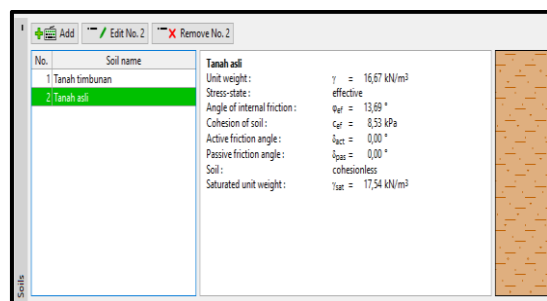 Add Edit No. 2 Remove No. 2
No. Soil name
1 Tanah timbunan
2 Tanah asli
Tanah asli
Unit weight : γ = 16,67 kN/m³
Stress-state : effective
Angle of internal friction : φef = 13,69 °
Cohesion of soil : cef = 8,53 kPa
Active friction angle : δact = 0,00 °
Passive friction angle : δpas = 0,00 °
Soil : cohesionless
Saturated unit weight : γsat = 17,54 kN/m³
Soils